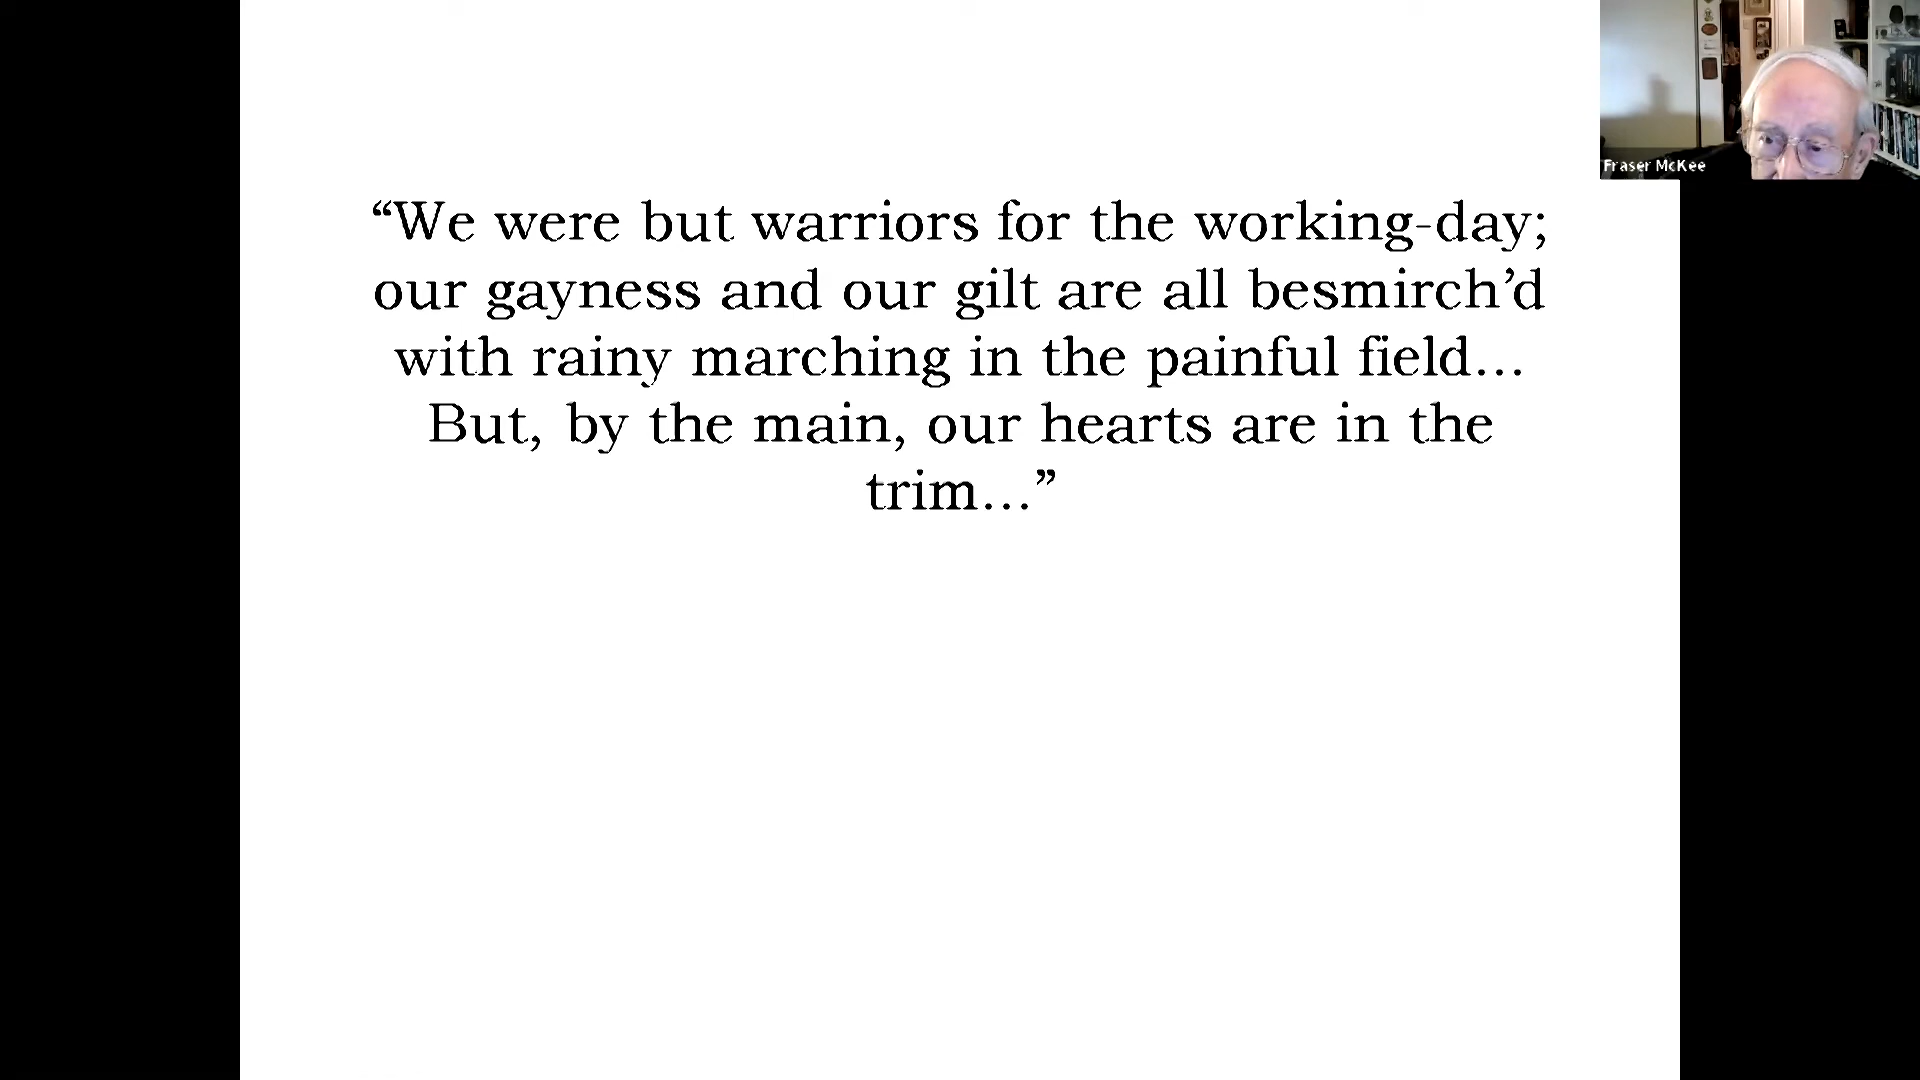 Fraser McKee
“We were but warriors for the working-day;
our gayness and our gilt are all besmirch’d
with rainy marching in the painful field…
But, by the main, our hearts are in the
trim…”